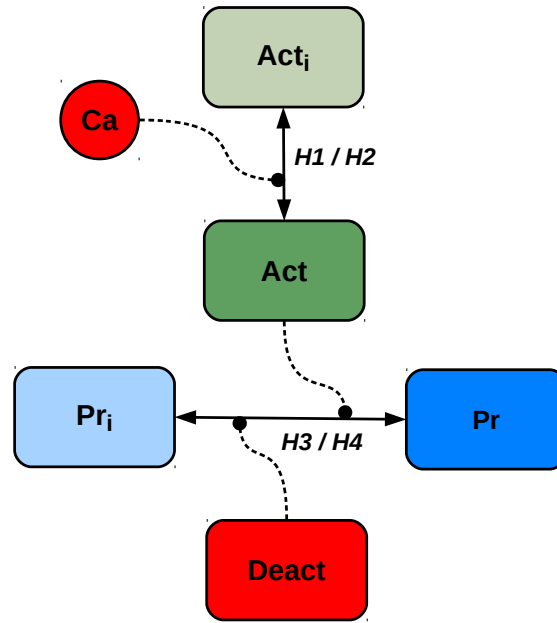 Act_i
Ca
H1 / H2
Act
Pr_i
Pr
H3 / H4
Deact